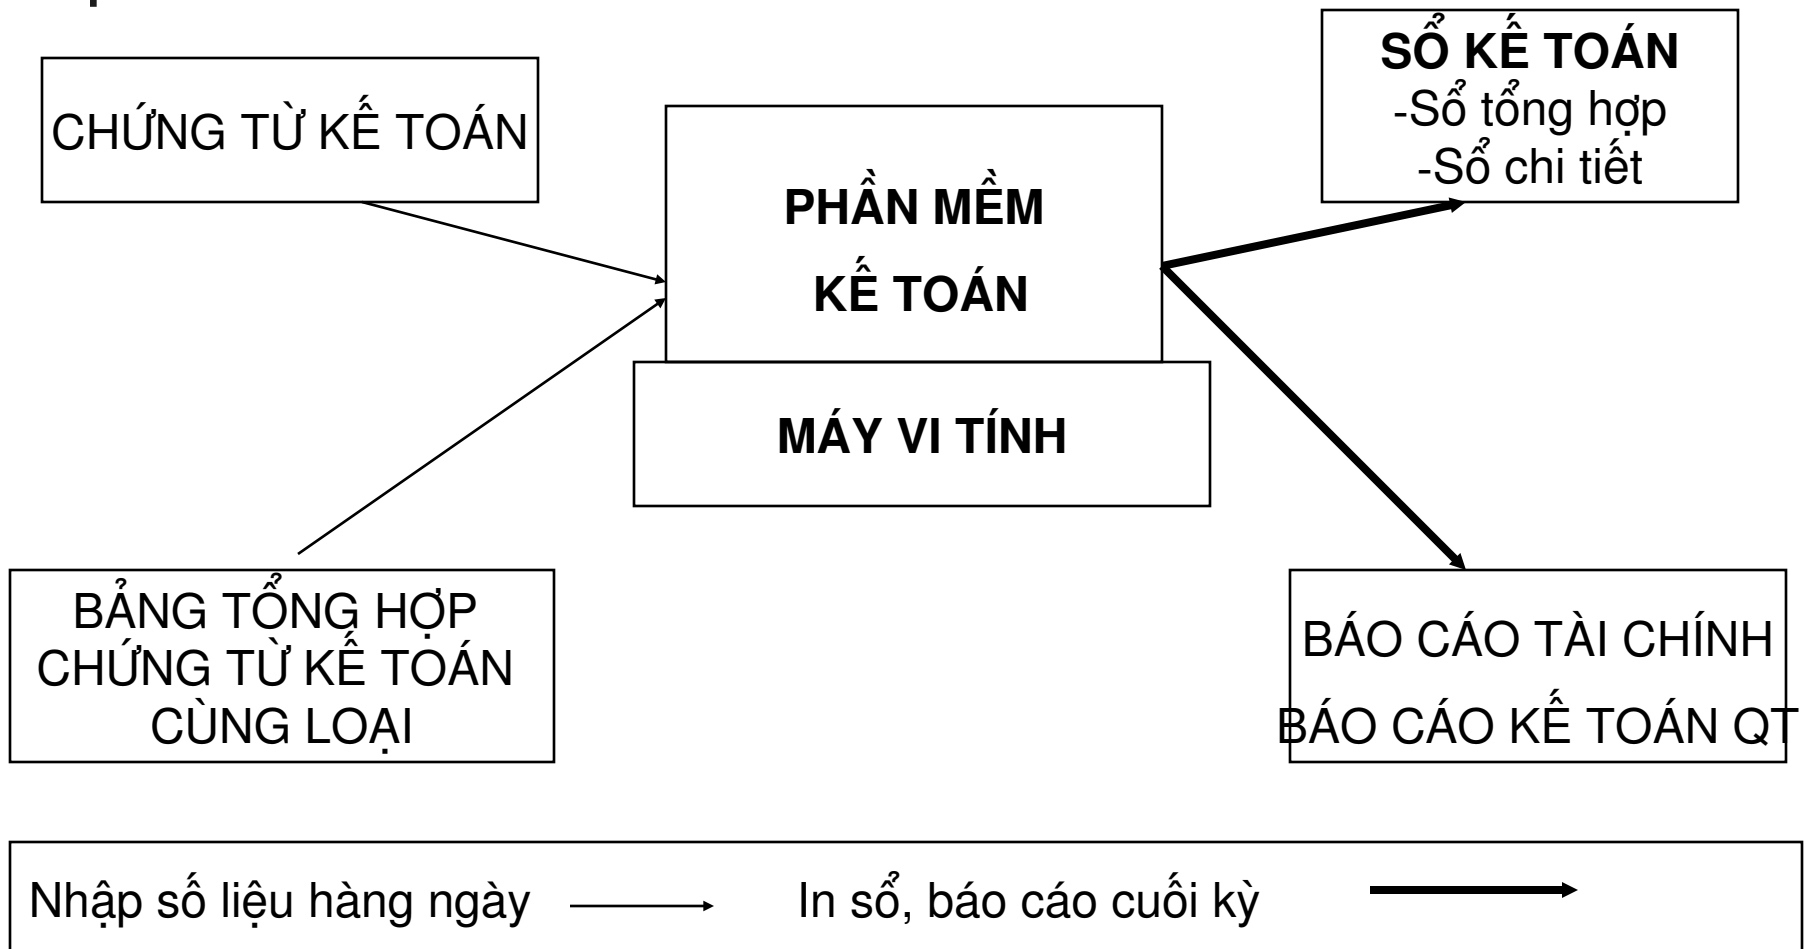 CHỨNG TỪ KẾ TOÁN
PHẦN MỀM
KẾ TOÁN
MÁY VI TÍNH
SỔ KẾ TOÁN
-Sổ tổng hợp
-Sổ chi tiết
BẢNG TỔNG HỢP
CHỨNG TỪ KẾ TOÁN
CÙNG LOẠI
BÁO CÁO TÀI CHÍNH
BÁO CÁO KẾ TOÁN QT
Nhập số liệu hàng ngày
In sổ, báo cáo cuối kỳ